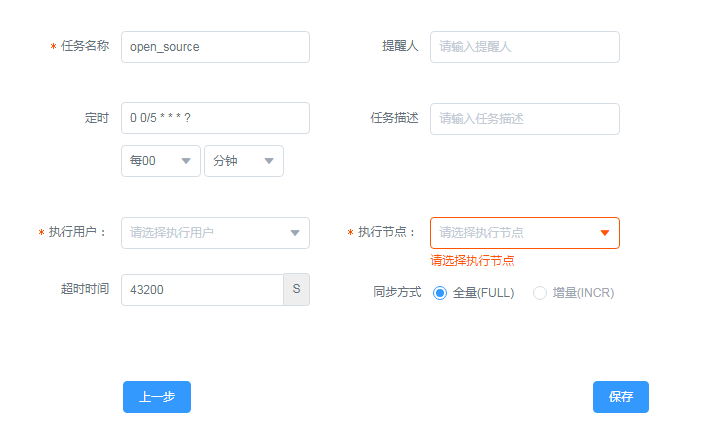 * 任务名称 open_source 提醒人 请输入提醒人
定时 0 0/5 * * * ? 任务描述 请输入任务描述
每00 分钟
* 执行用户： 请选择执行用户 * 执行节点： 请选择执行节点
请选择执行节点
超时时间 43200 S 同步方式 全量(FULL) 增量(INCR)
上一步 保存